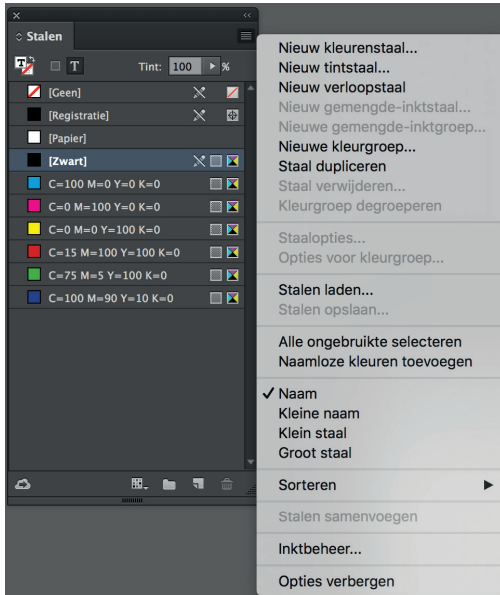 Stalen
T Tint: 100 %
[Geen]
[Registratie]
[Papier]
[Zwart]
C=100 M=0 Y=0 K=0
C=0 M=100 Y=0 K=0
C=0 M=0 Y=100 K=0
C=15 M=100 Y=100 K=0
C=75 M=5 Y=100 K=0
C=100 M=90 Y=10 K=0
Nieuw kleurenstaal...
Nieuw tintstaal...
Nieuw verloopstaal
Nieuw gemengde-inktstaal...
Nieuwe gemengde-inktgroep...
Nieuwe kleurgroep...
Staal dupliceren
Staal verwijderen...
Kleurgroep degroeperen
Staalopties...
Opties voor kleurgroep...
Stalen laden...
Stalen opslaan...
Alle ongebruikte selecteren
Naamloze kleuren toevoegen
Naam
Kleine naam
Klein staal
Groot staal
Sorteren
Stalen samenvoegen
Inktbeheer...
Opties verbergen